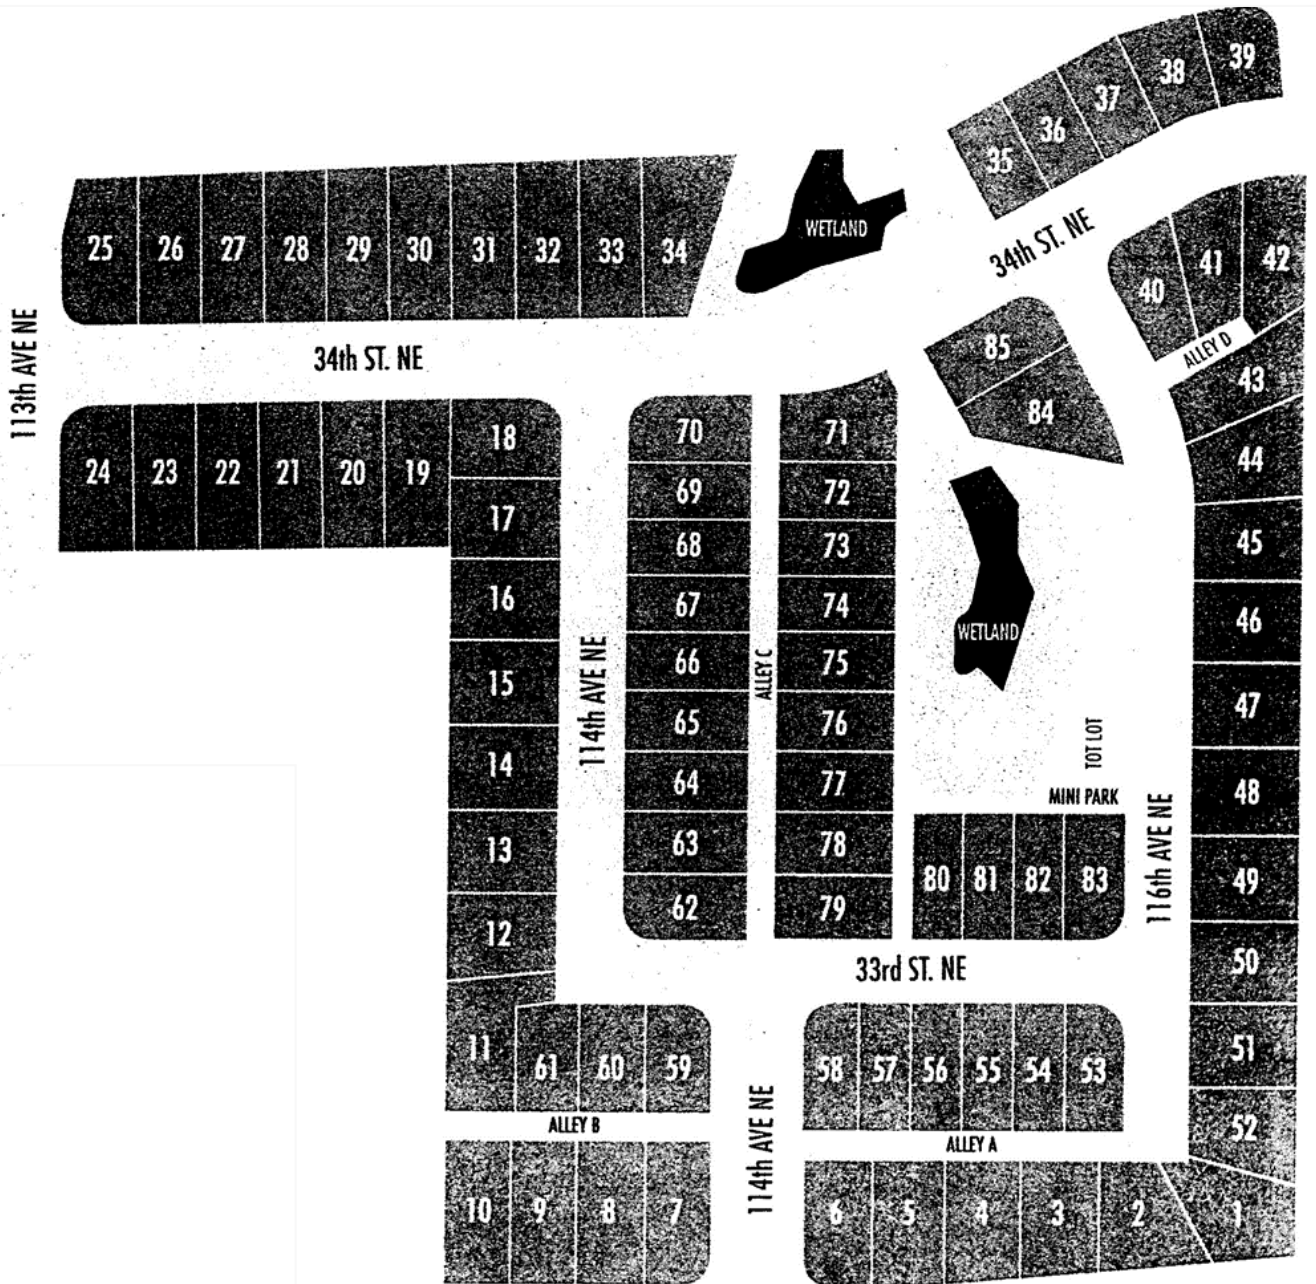 39
38
37
36
35
34th ST. NE
WETLAND
25 26 27 28 29 30 31 32 33 34
40 41 42
ALLEY D
43
113th AVE NE
34th ST. NE
85
84
24 23 22 21 20 19
18
17
16
15
14
13
12
11
114th AVE NE
70
69
68
67
66
65
64
63
62
ALLEY C
71
72
73
74
75
76
77
78
79
WETLAND
TOT LOT
MINI PARK
80 81 82 83
116th AVE NE
44
45
46
47
48
49
50
51
52
33rd ST. NE
61 60 59
ALLEY B
10 9 8 7
114th AVE NE
58 57 56 55 54 53
ALLEY A
6 5 4 3 2 1